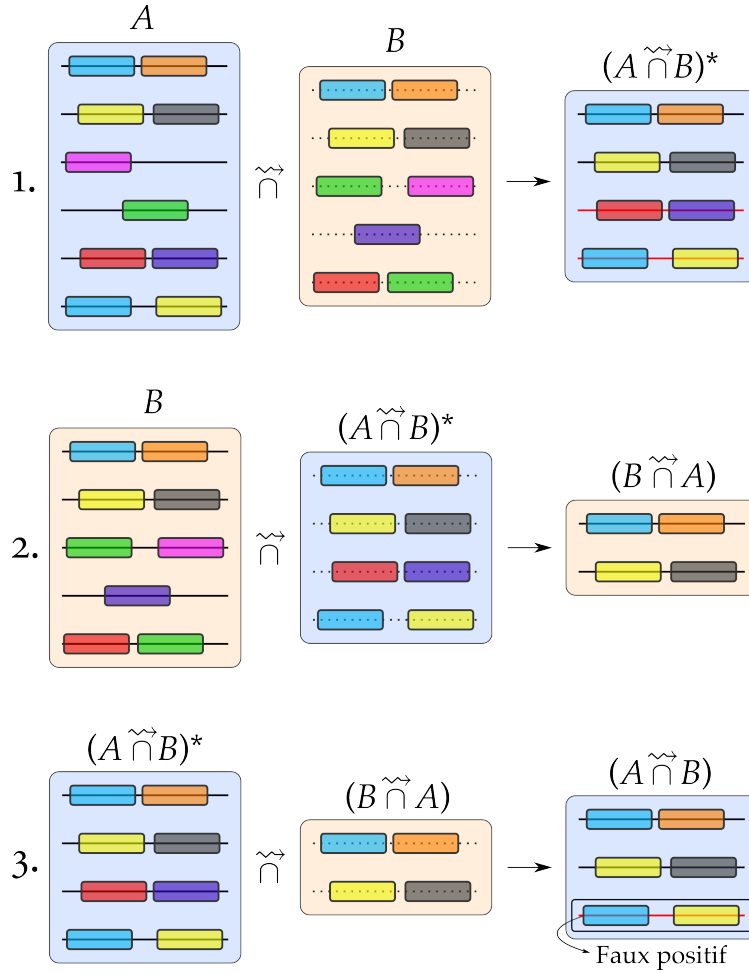 A
B
(A ∩⃝ B)*
1.
∩
B
(A ∩ B)*
(B ∩ A)
2.
∩
(A ∩ B)*
(B ∩ A)
(A ∩ B)
3.
∩
Faux positif